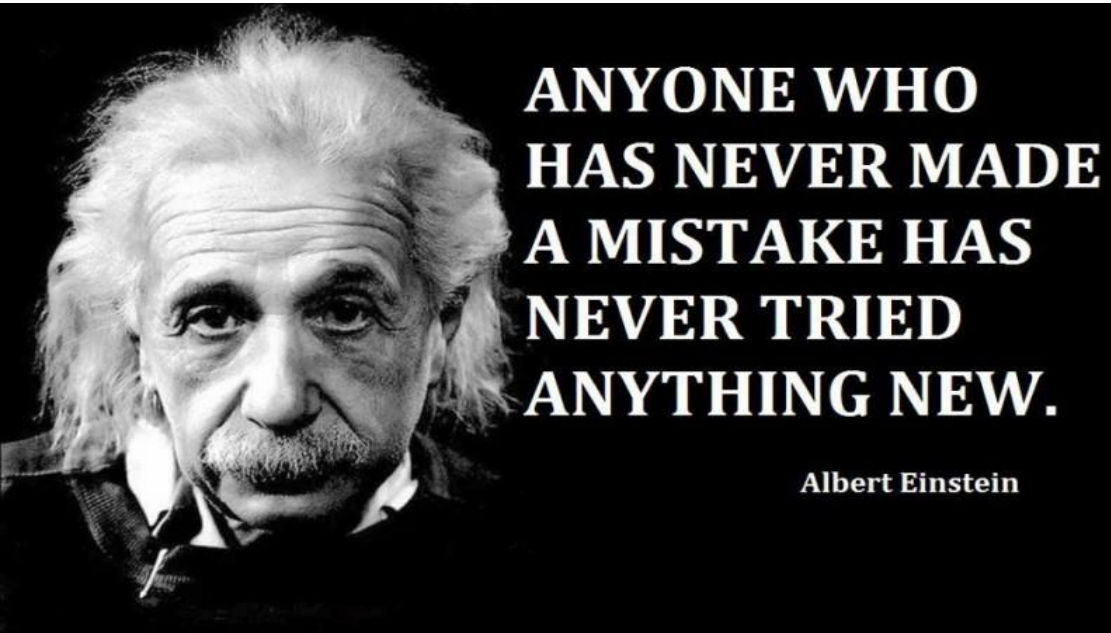 ANYONE WHO
HAS NEVER MADE
A MISTAKE HAS
NEVER TRIED
ANYTHING NEW.
Albert Einstein